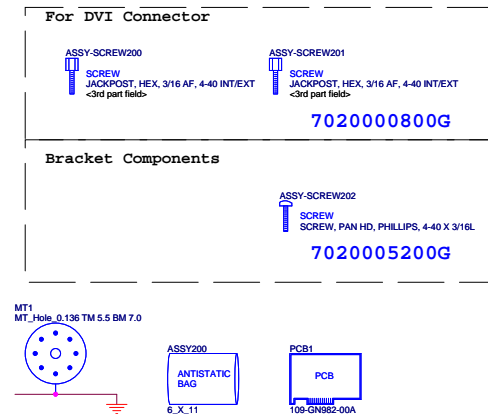 For DVI Connector
ASSY-SCREW200
SCREW
JACKPOST, HEX, 3/16 AF, 4-40 INT/EXT
<3rd part field>
ASSY-SCREW201
SCREW
JACKPOST, HEX, 3/16 AF, 4-40 INT/EXT
<3rd part field>
7020000800G
Bracket Components
ASSY-SCREW202
SCREW
SCREW, PAN HD, PHILLIPS, 4-40 X 3/16L
7020005200G
MT1
MT_Hole_0.136 TM 5.5 BM 7.0
ASSY200
ANTISTATIC
BAG
6_X_11
PCB1
PCB
109-GN982-00A